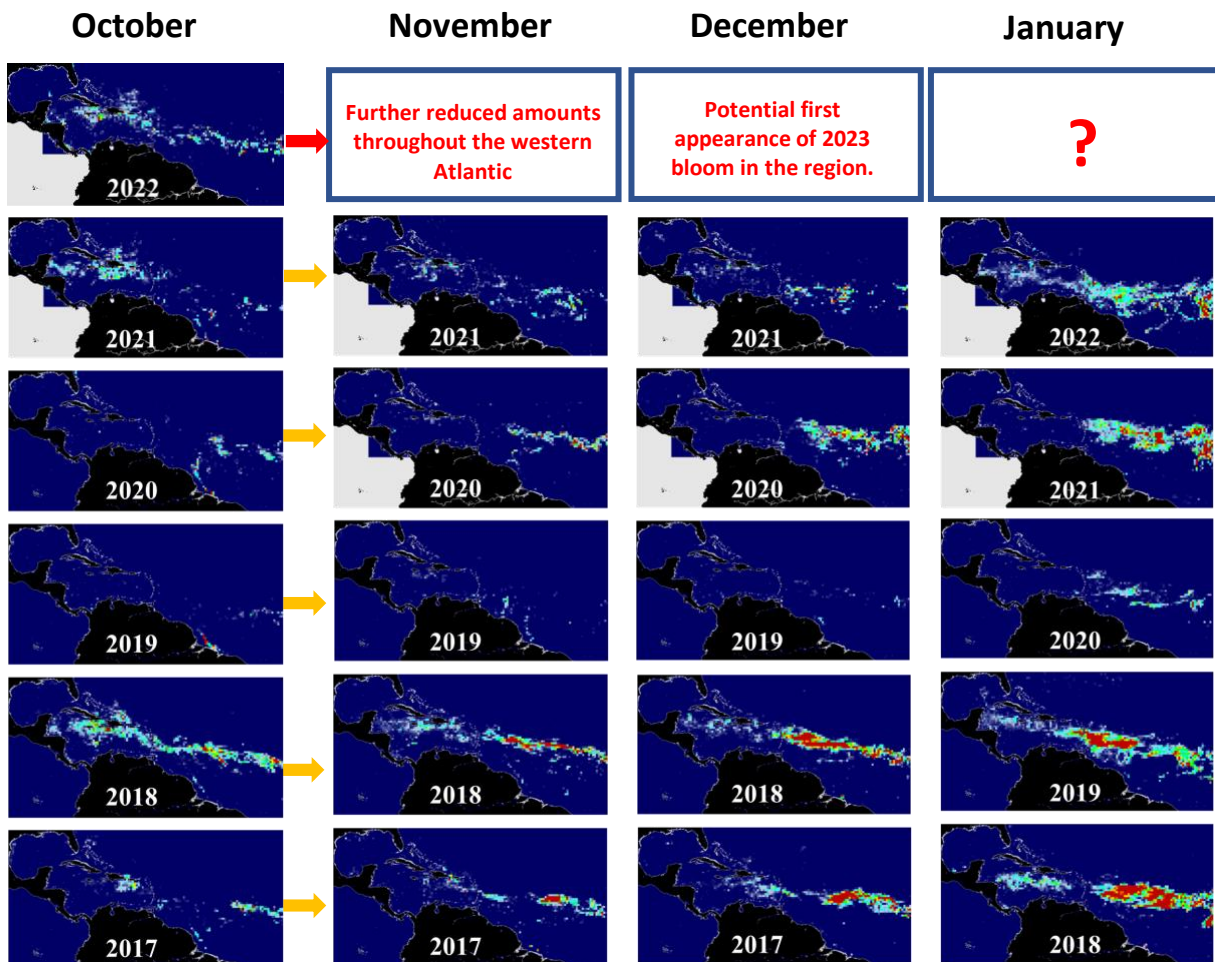 October
November
December
January
2022
Further reduced amounts
throughout the western
Atlantic
Potential first
appearance of 2023
bloom in the region.
?
2021
2021
2021
2022
2020
2020
2020
2021
2019
2019
2019
2020
2018
2018
2018
2019
2017
2017
2017
2018